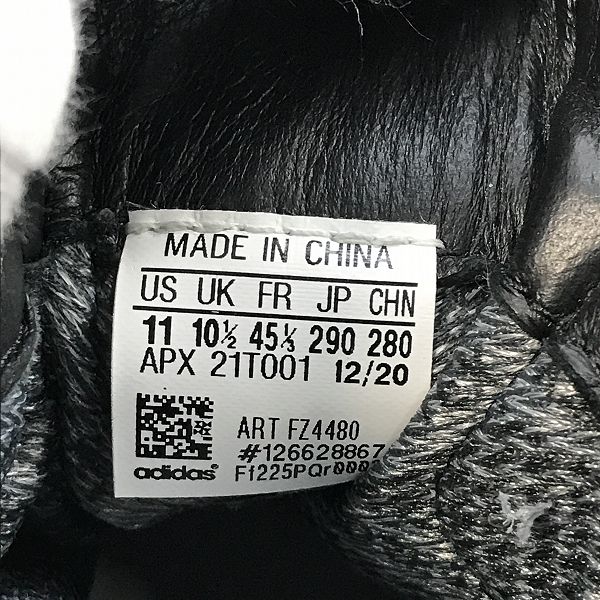 MADE IN CHINA
US UK FR JP CHN
11 10½ 45⅓ 290 280
APX 21T001 12/20
ART FZ4480
#126628867
adidas®